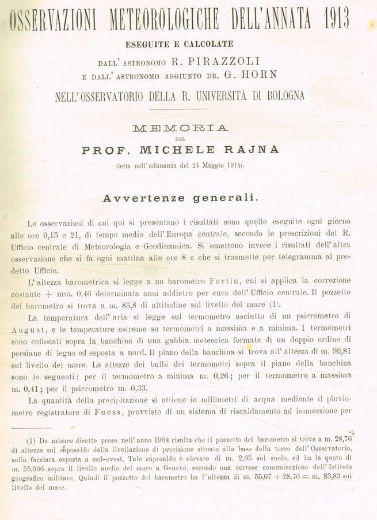 OSSERVAZIONI METEOROLOGICHE DELL'ANNATA 1913
ESEGUITE E CALCOLATE
DALL'ASTRONOMO R. PIRAZZOLI
E DALL'ASTRONOMO AGGIUNTO DR. G. HORN
NELL'OSSERVATORIO DELLA R. UNIVERSITÀ DI BOLOGNA
MEMORIA
DEL
PROF. MICHELE RAJNA
(letta nell'adunanza del 24 Maggio 1914).
Avvertenze generali.
Le osservazioni di cui qui si presentano i risultati sono quelle eseguite ogni giorno
alle ore 9,15 e 21, di tempo medio dell'Europa centrale, secondo le prescrizioni del R.
Ufficio centrale di Meteorologia e Geodinamica. Si omettono invece i risultati dell'altra
osservazione che si fa ogni mattina alle ore 8 e che si trasmette per telegramma al pre-
detto Ufficio.
L'altezza barometrica si legge a un barometro Fortin, cui si applica la correzione
costante + mm. 0,46 determinata anni addietro per cura dell'Ufficio centrale. Il pozzetto
del barometro si trova a m. 83,8 di altitudine sul livello del mare (1).
La temperatura dell'aria si legge sul termometro asciutto di un psicrometro di
August, e le temperature estreme su termometri a massima e a minima. I termometri
sono collocati sopra la banchina di una gabbia meteorica formata di un doppio ordine di
persiane di legno ed esposta a nord. Il piano della banchina si trova all'altezza di m. 90,81
sul livello del mare. Le altezze dei bulbi dei termometri sopra il piano della banchina
sono le seguenti: per il termometro a minima m. 0,26; per il termometro a massima
m. 0,41; per il psicrometro m. 0,33.
La quantità della precipitazione si ottiene in millimetri di acqua mediante il pluvio-
metro registratore di Fuess, provvisto di un sistema di riscaldamento ad immersione per
(1) Da misure dirette prese nell'anno 1904 risulta che il pozzetto del barometro si trova a m. 28,76
di altezza sul caposaldo della livellazione di precisione situato alla base della torre dell'Osservatorio,
sulla facciata esposta a sud-ovest. Tale caposaldo è elevato di m. 2,65 sul suolo, ed ha la quota di
m. 55,066 sopra il livello medio del mare a Genova, secondo una cortese comunicazione dell'Istituto
geografico militare. Quindi il pozzetto del barometro ha l'altezza di m. 55,07 + 28,76 = m. 83,83 sul
livello del mare.